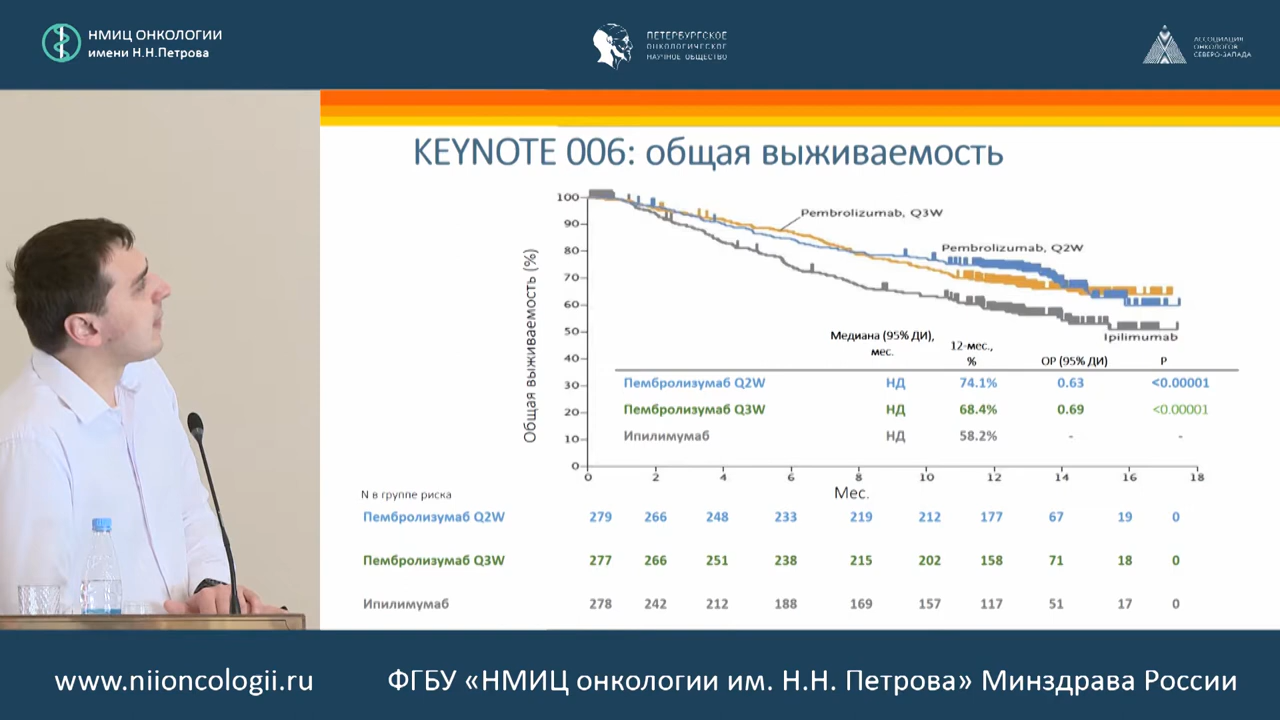 НМИЦ ОНКОЛОГИИ
имени Н.Н.Петрова
ПЕТЕРБУРГСКОЕ
ОНКОЛОГИЧЕСКОЕ
НАУЧНОЕ ОБЩЕСТВО
АССОЦИАЦИЯ
ОНКОЛОГОВ
СЕВЕРО-ЗАПАДА
KEYNOTE 006: общая выживаемость
Общая выживаемость (%)
100
90
80
70
60
50
40
30
20
10
0
Pembrolizumab, Q3W
Pembrolizumab, Q2W
Ipilimumab
Медиана (95% ДИ), мес. 12-мес., % ОР (95% ДИ) P
Пембролизумаб Q2W НД 74.1% 0.63 <0.00001
Пембролизумаб Q3W НД 68.4% 0.69 <0.00001
Ипилимумаб НД 58.2% - -
0 2 4 6 8 10 12 14 16 18
Мес.
N в группе риска
Пембролизумаб Q2W 279 266 248 233 219 212 177 67 19 0
Пембролизумаб Q3W 277 266 251 238 215 202 158 71 18 0
Ипилимумаб 278 242 212 188 169 157 117 51 17 0
www.niioncologii.ru ФГБУ «НМИЦ онкологии им. Н.Н. Петрова» Минздрава России